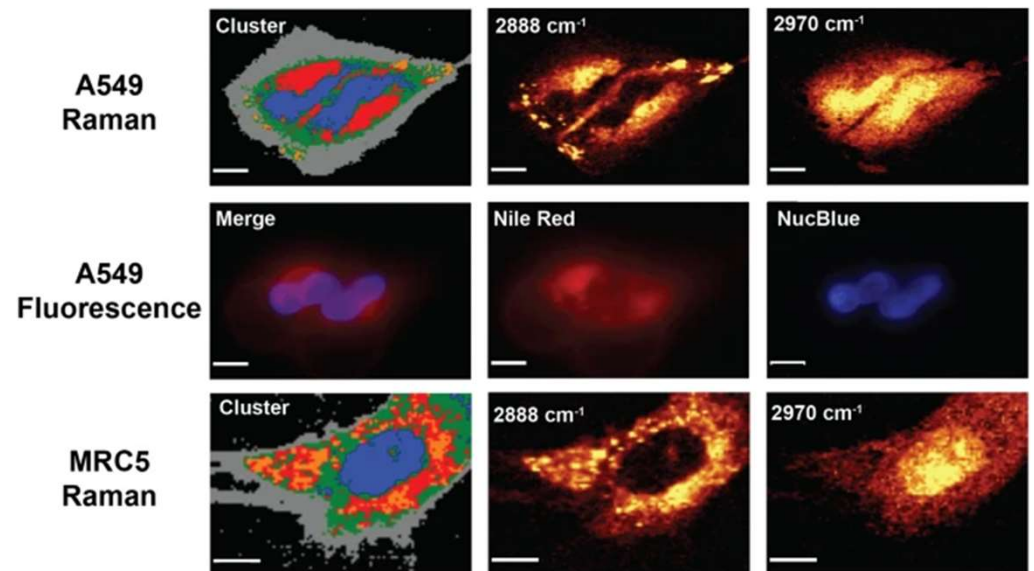 A549
Raman
Cluster
2888 cm⁻¹
2970 cm⁻¹
A549
Fluorescence
Merge
Nile Red
NucBlue
MRC5
Raman
Cluster
2888 cm⁻¹
2970 cm⁻¹